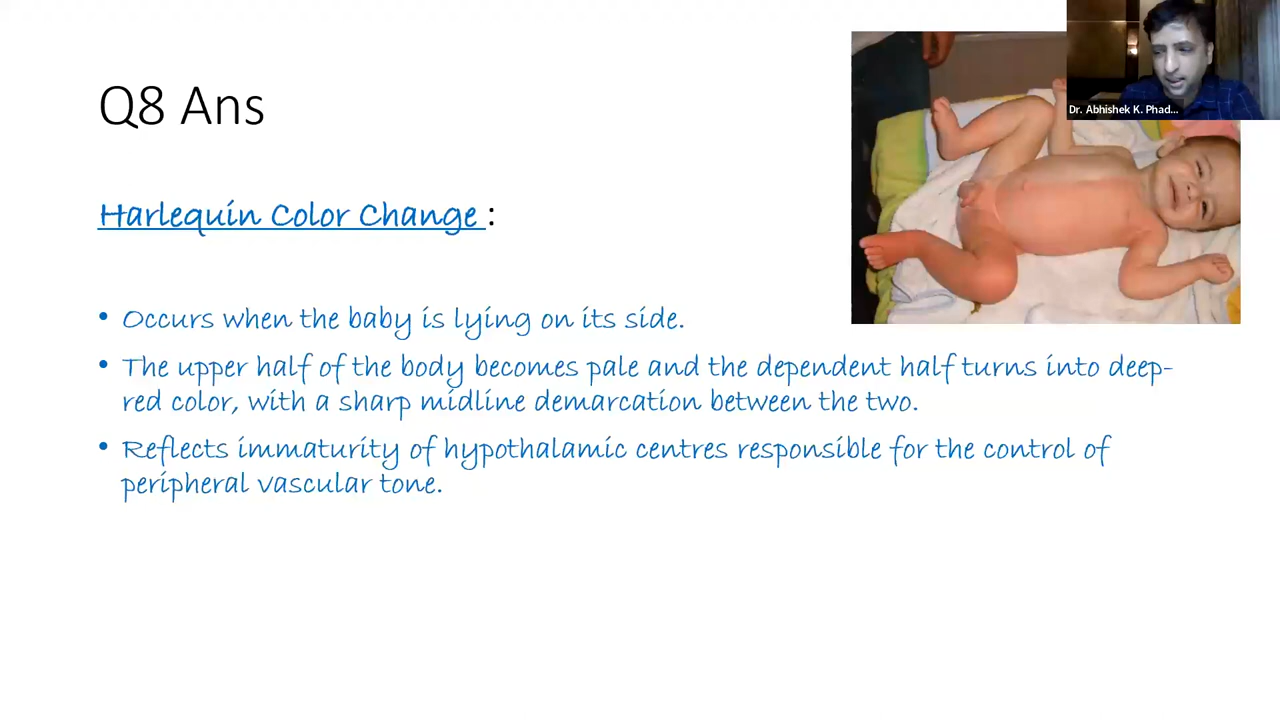 Q8 Ans
Dr. Abhishek K. Phad...
Harlequin Color Change :
• Occurs when the baby is lying on its side.
• The upper half of the body becomes pale and the dependent half turns into deep-
red color, with a sharp midline demarcation between the two.
• Reflects immaturity of hypothalamic centres responsible for the control of
peripheral vascular tone.